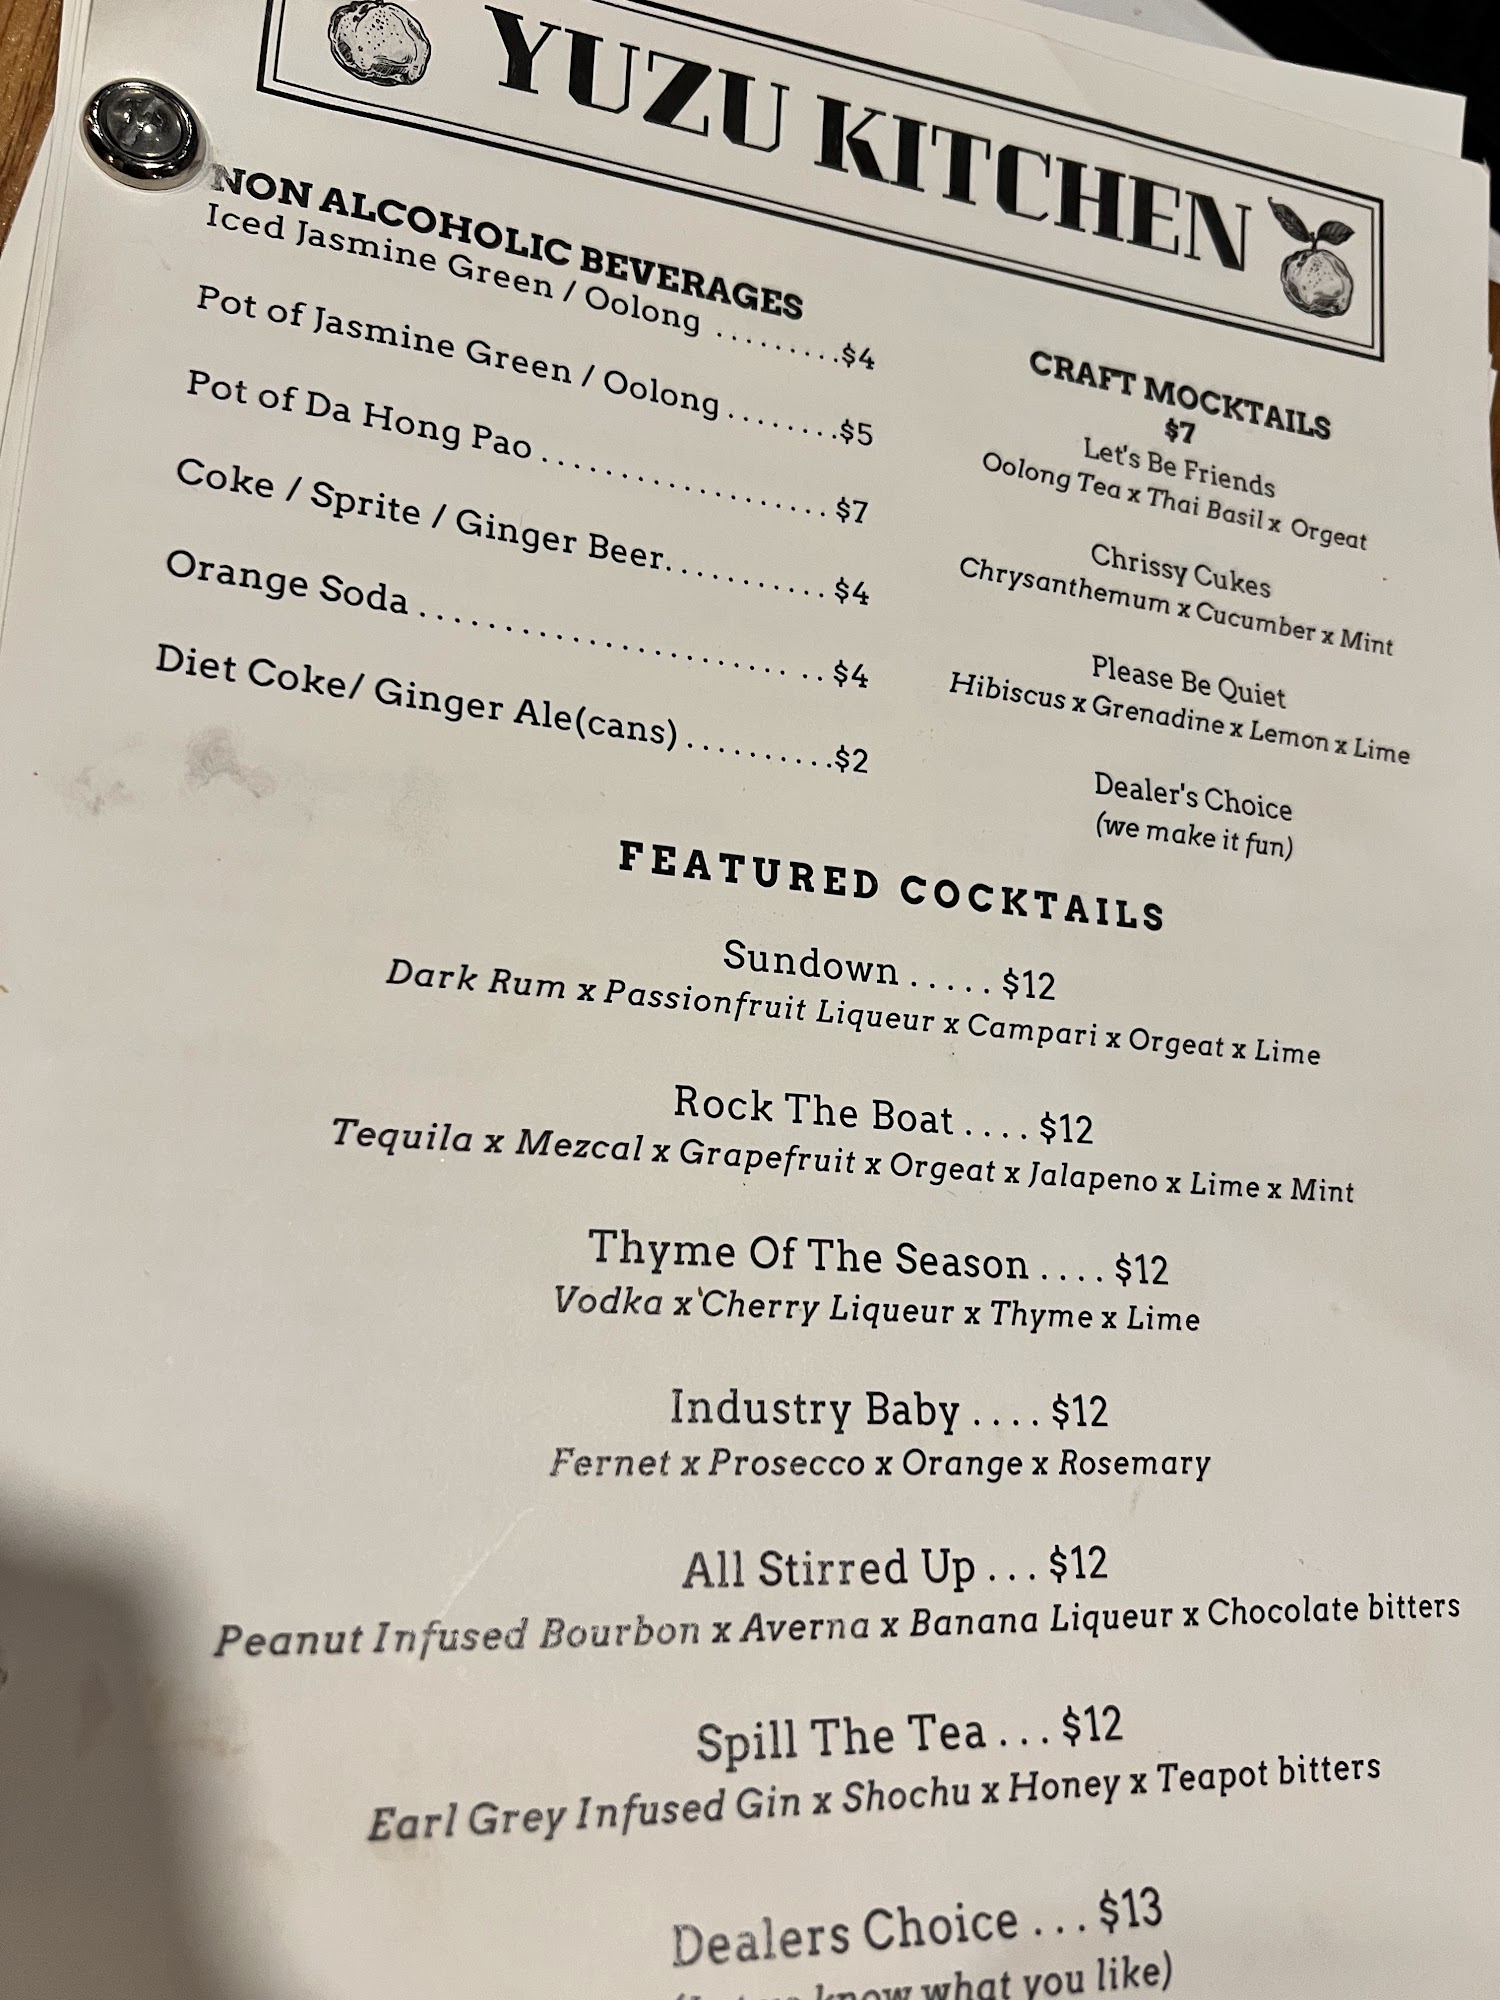 YUZU KITCHEN
NON ALCOHOLIC BEVERAGES
Iced Jasmine Green / Oolong .........$4
Pot of Jasmine Green / Oolong........$5
Pot of Da Hong Pao....................$7
Coke / Sprite / Ginger Beer...........$4
Orange Soda............................$4
Diet Coke/ Ginger Ale(cans)..........$2
CRAFT MOCKTAILS
$7
Let's Be Friends
Oolong Tea x Thai Basil x Orgeat
Chrissy Cukes
Chrysanthemum x Cucumber x Mint
Please Be Quiet
Hibiscus x Grenadine x Lemon x Lime
Dealer's Choice
(we make it fun)
FEATURED COCKTAILS
Sundown ..... $12
Dark Rum x Passionfruit Liqueur x Campari x Orgeat x Lime
Rock The Boat .... $12
Tequila x Mezcal x Grapefruit x Orgeat x Jalapeno x Lime x Mint
Thyme Of The Season .... $12
Vodka x Cherry Liqueur x Thyme x Lime
Industry Baby .... $12
Fernet x Prosecco x Orange x Rosemary
All Stirred Up ... $12
Peanut Infused Bourbon x Averna x Banana Liqueur x Chocolate bitters
Spill The Tea ... $12
Earl Grey Infused Gin x Shochu x Honey x Teapot bitters
Dealers Choice ... $13
know what you like)